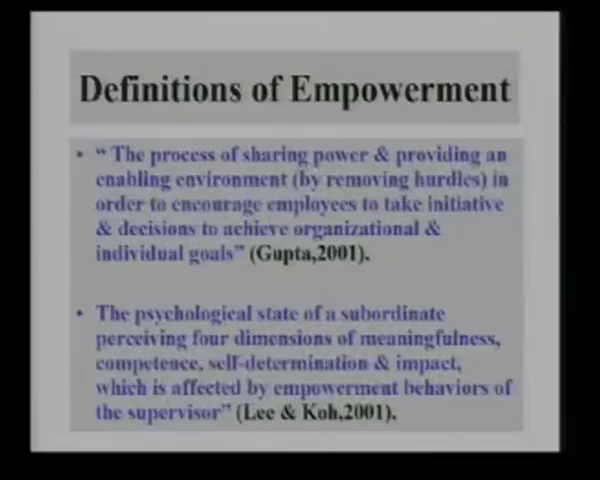 Definitions of Empowerment
• “ The process of sharing power & providing an
enabling environment (by removing hurdles) in
order to encourage employees to take initiative
& decisions to achieve organizational &
individual goals” (Gupta,2001).
• The psychological state of a subordinate
perceiving four dimensions of meaningfulness,
competence, self-determination & impact,
which is affected by empowerment behaviors of
the supervisor” (Lee & Koh,2001).